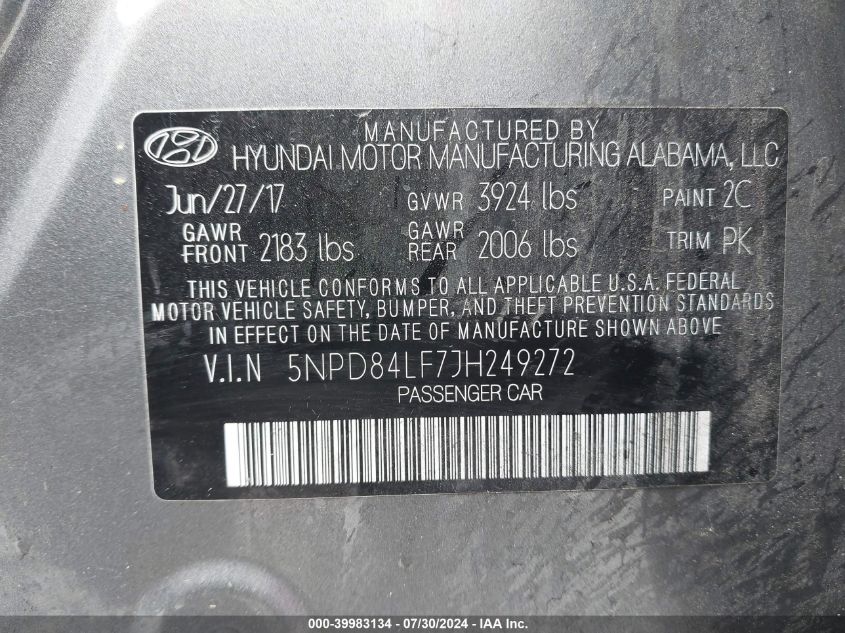 MANUFACTURED BY
HYUNDAI MOTOR MANUFACTURING ALABAMA, LLC
Jun/27/17 GVWR 3924 lbs PAINT 2C
GAWR FRONT 2183 lbs GAWR REAR 2006 lbs TRIM PK
THIS VEHICLE CONFORMS TO ALL APPLICABLE U.S.A. FEDERAL
MOTOR VEHICLE SAFETY, BUMPER, AND THEFT PREVENTION STANDARDS
IN EFFECT ON THE DATE OF MANUFACTURE SHOWN ABOVE
V.I.N 5NPD84LF7JH249272
PASSENGER CAR
000-39983134 - 07/30/2024 - IAA Inc.